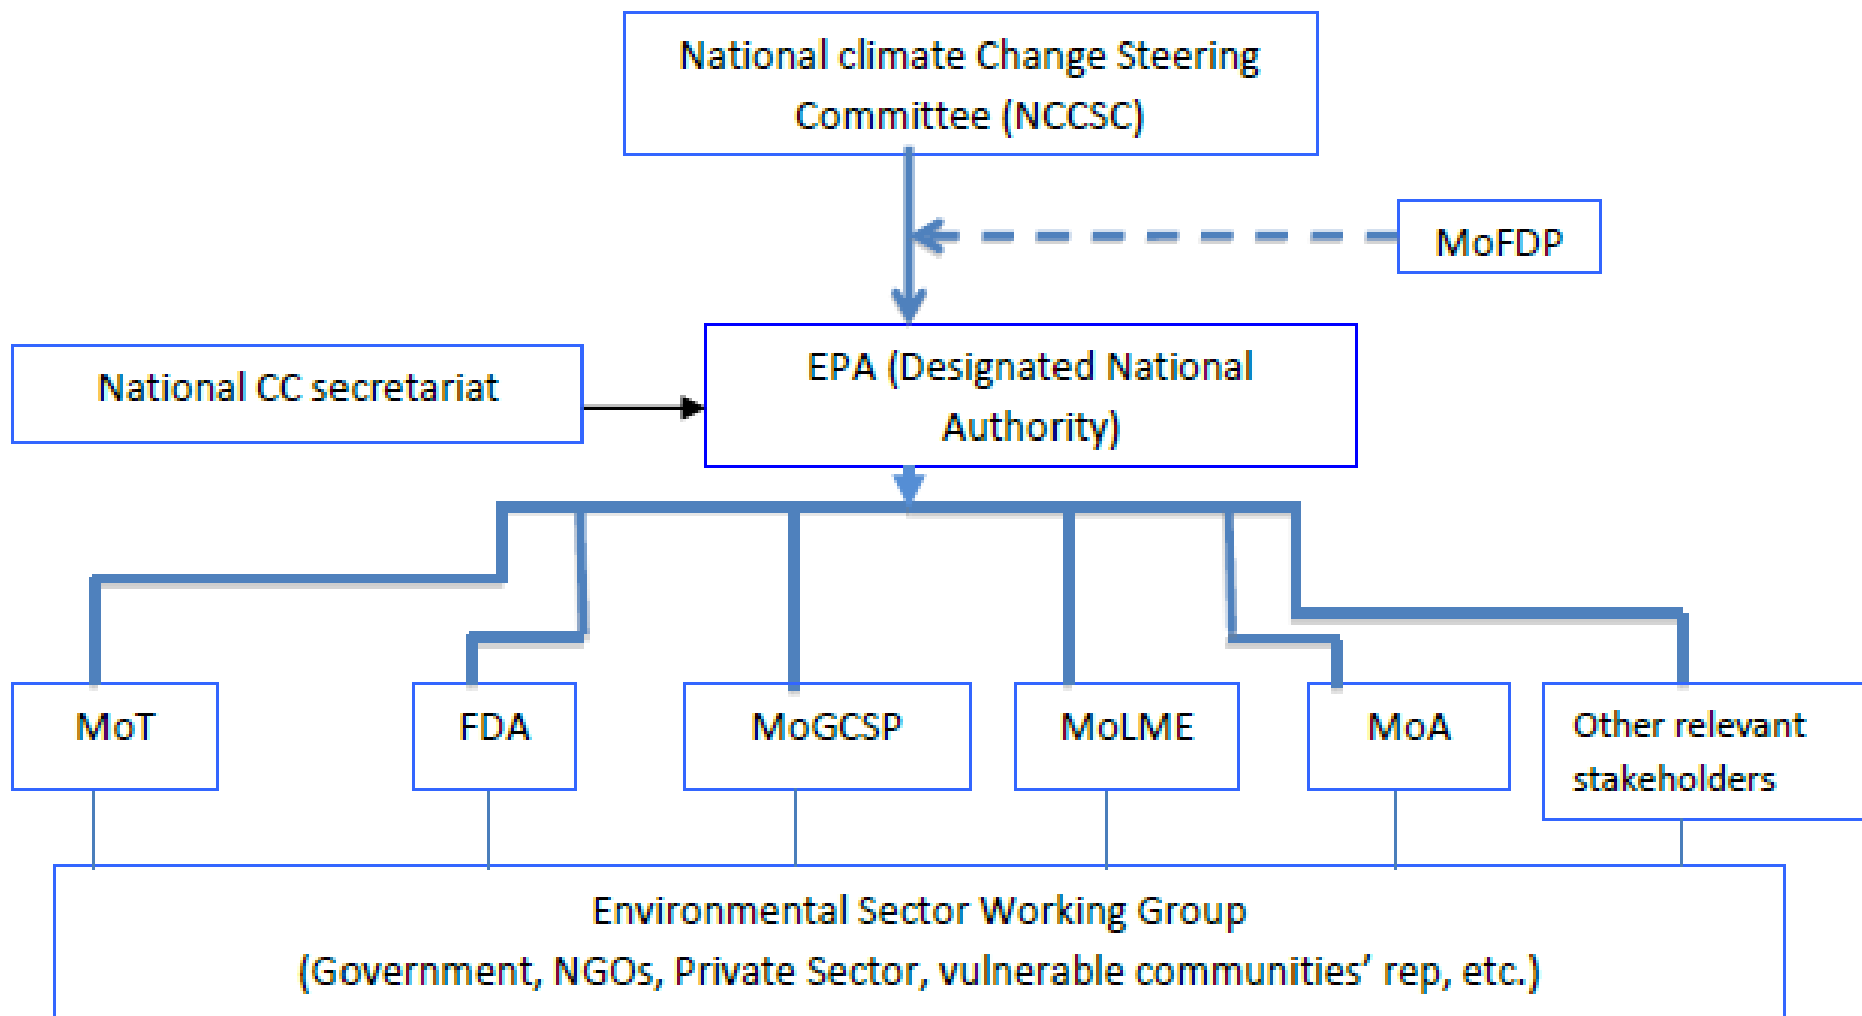 National climate Change Steering
Committee (NCCSC)
MoFDP
National CC secretariat
EPA (Designated National
Authority)
MoT
FDA
MoGCSP
MoLME
MoA
Other relevant
stakeholders
Environmental Sector Working Group
(Government, NGOs, Private Sector, vulnerable communities’ rep, etc.)